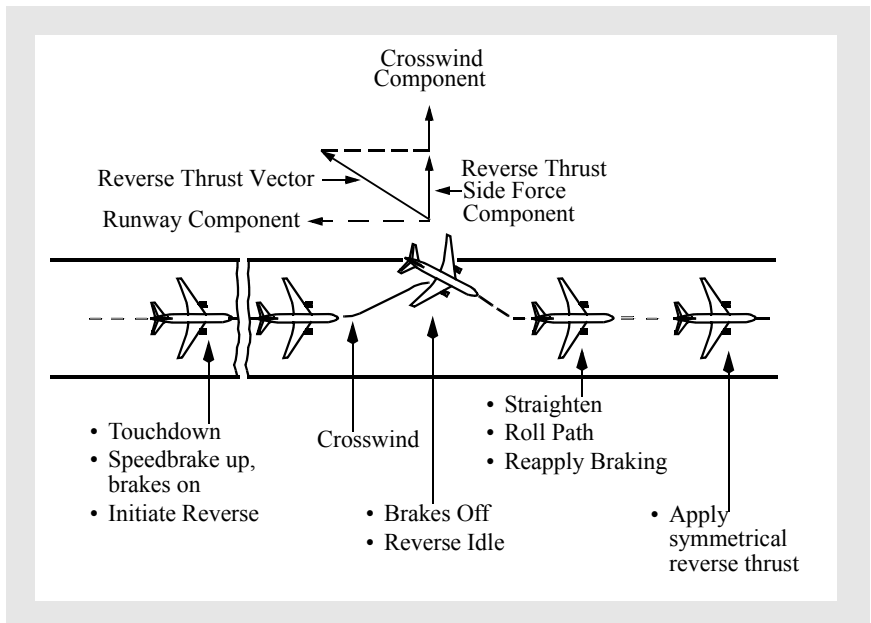 Crosswind
Component
Reverse Thrust Vector
Reverse Thrust
Side Force
Component
Runway Component
• Touchdown
• Speedbrake up,
brakes on
• Initiate Reverse
Crosswind
• Brakes Off
• Reverse Idle
• Straighten
• Roll Path
• Reapply Braking
• Apply
symmetrical
reverse thrust